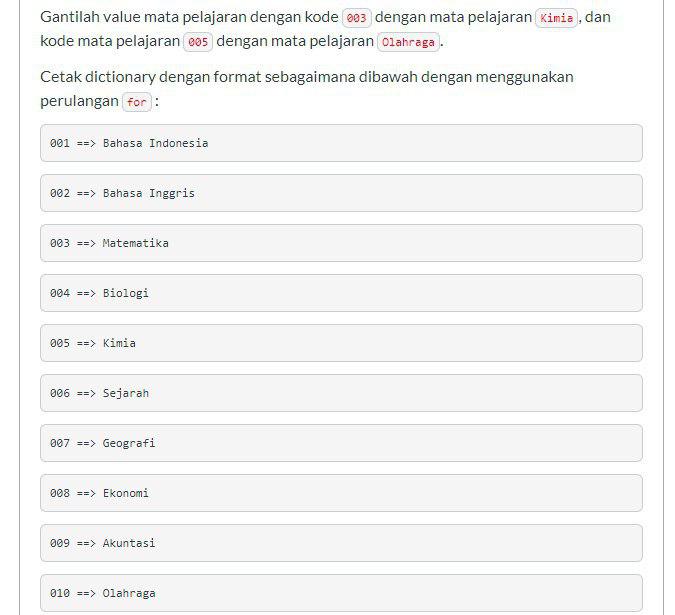 Gantilah value mata pelajaran dengan kode 003 dengan mata pelajaran Kimia, dan
kode mata pelajaran 005 dengan mata pelajaran Olahraga.
Cetak dictionary dengan format sebagaimana dibawah dengan menggunakan
perulangan for :
001 ==> Bahasa Indonesia
002 ==> Bahasa Inggris
003 ==> Matematika
004 ==> Biologi
005 ==> Kimia
006 ==> Sejarah
007 ==> Geografi
008 ==> Ekonomi
009 ==> Akuntasi
010 ==> Olahraga